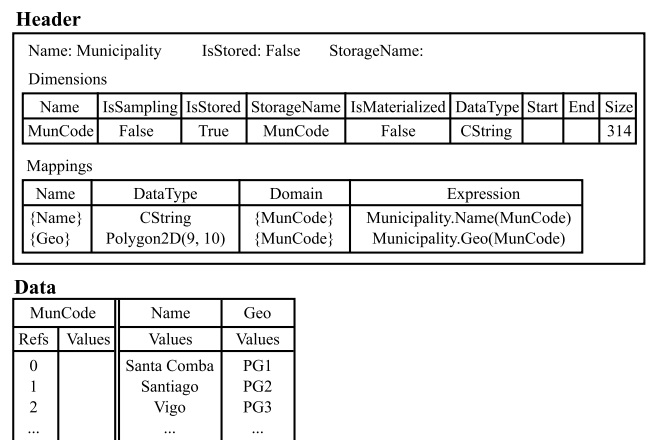 Header
Name: Municipality IsStored: False StorageName:
Dimensions
Name IsSampling IsStored StorageName IsMaterialized DataType Start End Size
MunCode False True MunCode False CString 314
Mappings
Name DataType Domain Expression
{Name} CString {MunCode} Municipality.Name(MunCode)
{Geo} Polygon2D(9, 10) {MunCode} Municipality.Geo(MunCode)
Data
MunCode Name Geo
Refs Values Values Values
0 Santa Comba PG1
1 Santiago PG2
2 Vigo PG3
... ... ...